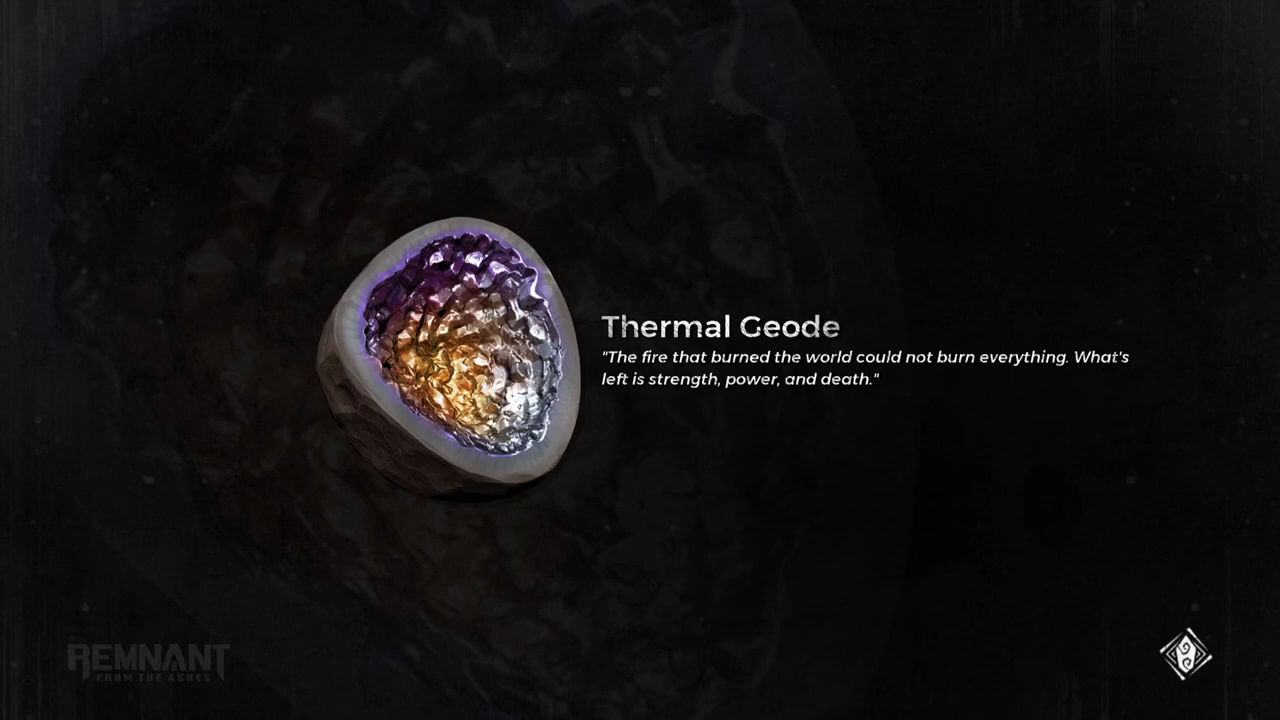 Thermal Geode
"The fire that burned the world could not burn everything. What's
left is strength, power, and death."
REMNANT
FROM THE ASHES